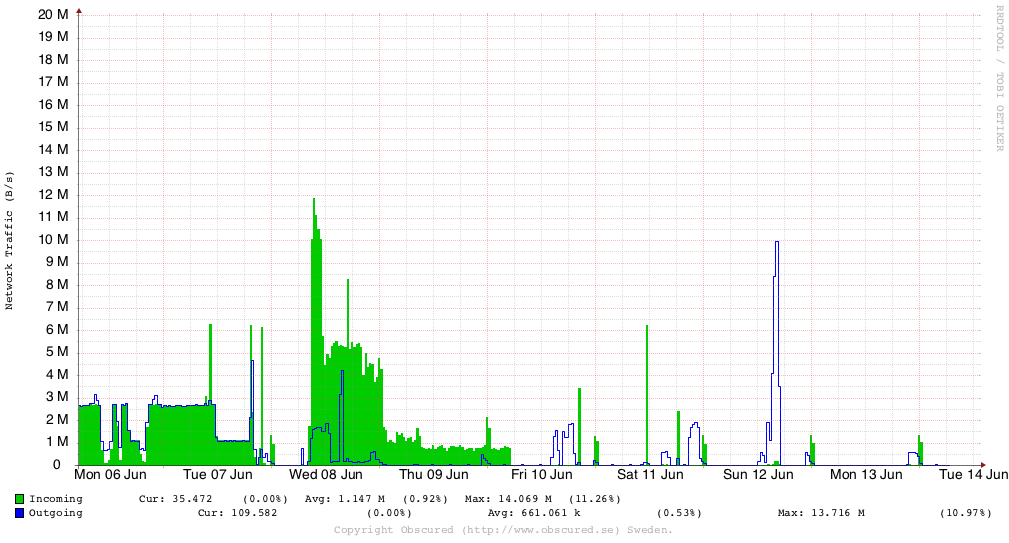 20 M
19 M
18 M
17 M
16 M
15 M
14 M
13 M
12 M
11 M
10 M
9 M
8 M
7 M
6 M
5 M
4 M
3 M
2 M
1 M
0
Network Traffic (B/s)
RRDTOOL / TOBI OETIKER
Mon 06 Jun Tue 07 Jun Wed 08 Jun Thu 09 Jun Fri 10 Jun Sat 11 Jun Sun 12 Jun Mon 13 Jun Tue 14 Jun
Incoming Cur: 35.472 (0.00%) Avg: 1.147 M (0.92%) Max: 14.069 M (11.26%)
Outgoing Cur: 109.582 (0.00%) Avg: 661.061 k (0.53%) Max: 13.716 M (10.97%)
Copyright Obscured (http://www.obscured.se) Sweden.